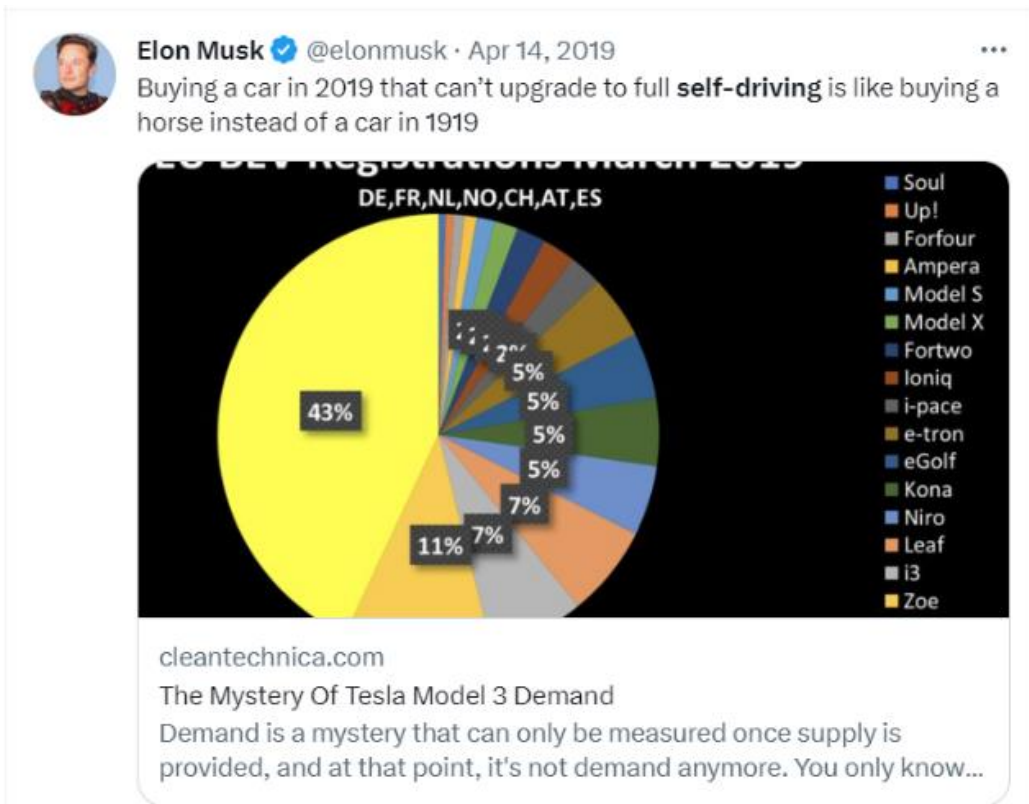 Elon Musk @elonmusk · Apr 14, 2019
Buying a car in 2019 that can’t upgrade to full self-driving is like buying a
horse instead of a car in 1919
Registrations March 2019
DE,FR,NL,NO,CH,AT,ES
Soul
Up!
Forfour
Ampera
Model S
Model X
Fortwo
Ioniq
i-pace
e-tron
eGolf
Kona
Niro
Leaf
i3
Zoe
2%
5%
5%
5%
5%
7%
7%
11%
43%
cleantechnica.com
The Mystery Of Tesla Model 3 Demand
Demand is a mystery that can only be measured once supply is
provided, and at that point, it's not demand anymore. You only know...